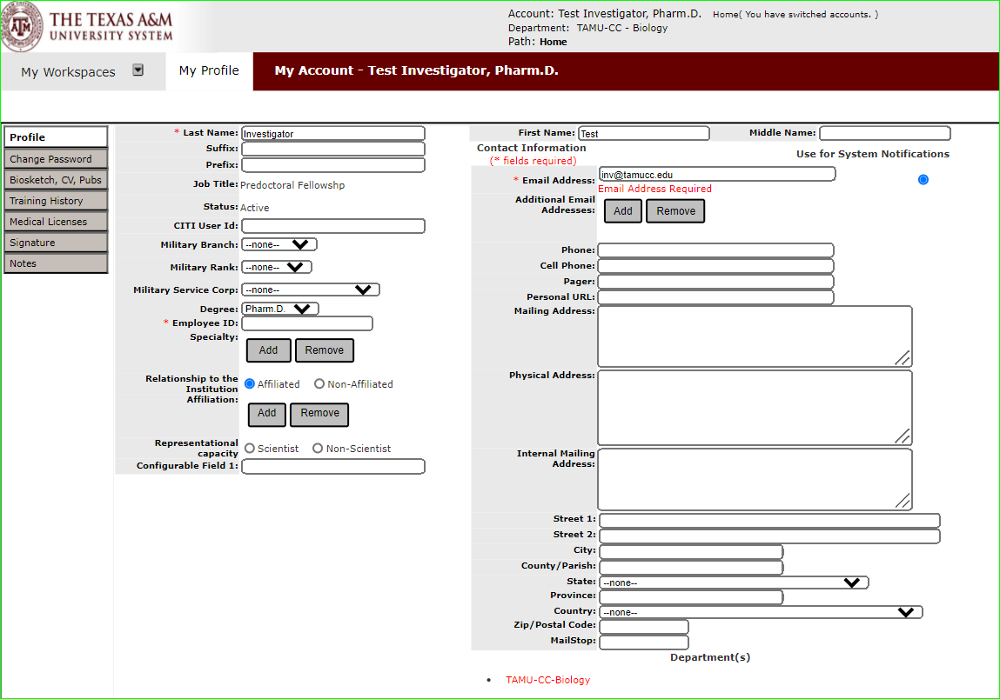 THE TEXAS A&M
UNIVERSITY SYSTEM
Account: Test Investigator, Pharm.D. Home( You have switched accounts. )
Department: TAMU-CC - Biology
Path: Home
My Workspaces
My Profile
My Account - Test Investigator, Pharm.D.
Profile
Change Password
Biosketch, CV, Pubs
Training History
Medical Licenses
Signature
Notes
* Last Name: Investigator
Suffix:
Prefix:
Job Title: Predoctoral Fellowshp
Status: Active
CITI User Id:
Military Branch: --none--
Military Rank: --none--
Military Service Corp: --none--
Degree: Pharm.D.
* Employee ID:
Specialty:
Add Remove
Relationship to the
Institution
Affiliated Non-Affiliated
Affiliation:
Add Remove
Representational
capacity
Scientist Non-Scientist
Configurable Field 1:
First Name: Test
Middle Name:
Contact Information
(* fields required)
Use for System Notifications
* Email Address: inv@tamucc.edu
Email Address Required
Additional Email
Addresses:
Add Remove
Phone:
Cell Phone:
Pager:
Personal URL:
Mailing Address:
Physical Address:
Internal Mailing
Address:
Street 1:
Street 2:
City:
County/Parish:
State: --none--
Province:
Country: --none--
Zip/Postal Code:
MailStop:
Department(s)
• TAMU-CC-Biology